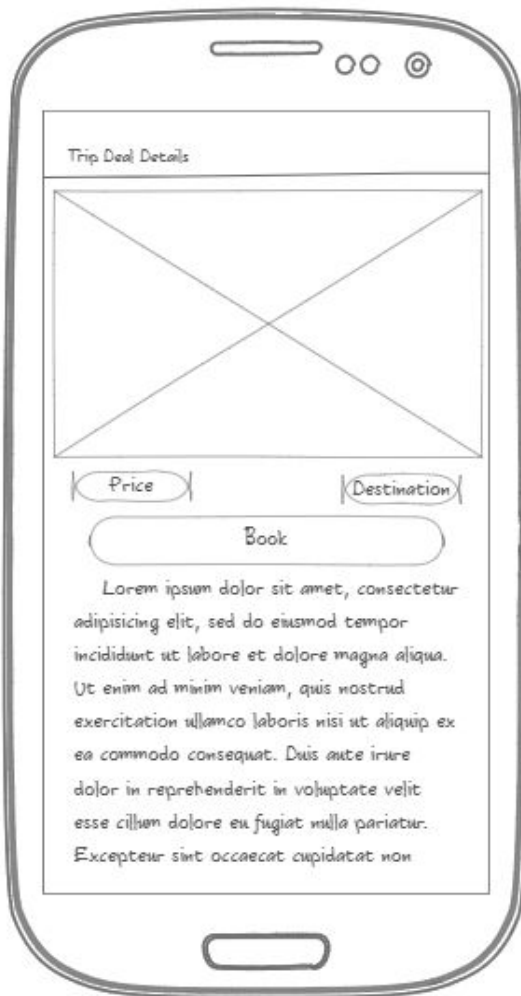 Trip Deal Details
Price
Destination
Book
Lorem ipsum dolor sit amet, consectetur
adipisicing elit, sed do eiusmod tempor
incididunt ut labore et dolore magna aliqua.
Ut enim ad minim veniam, quis nostrud
exercitation ullamco laboris nisi ut aliquip ex
ea commodo consequat. Duis aute irure
dolor in reprehenderit in voluptate velit
esse cillum dolore eu fugiat nulla pariatur.
Excepteur sint occaecat cupidatat non